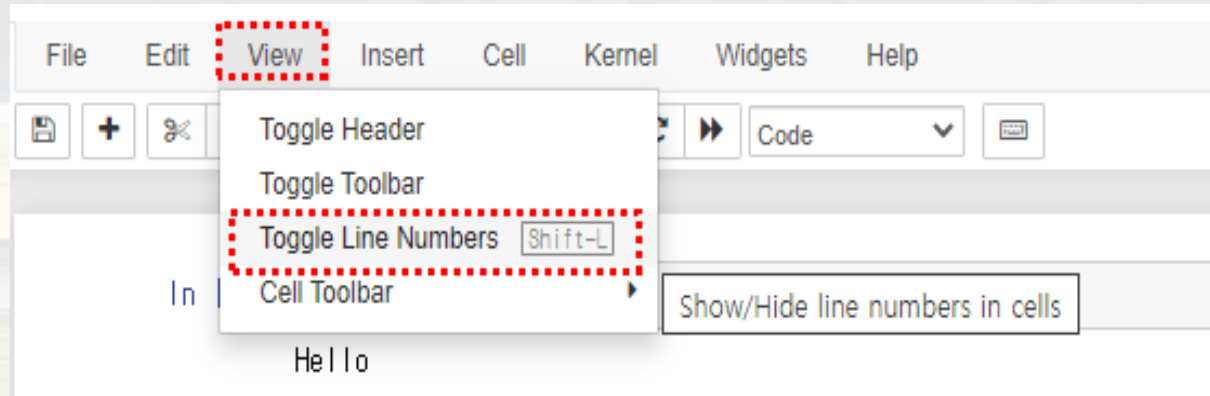 File Edit View Insert Cell Kernel Widgets Help
Code
Toggle Header
Toggle Toolbar
Toggle Line Numbers Shift-L
Cell Toolbar
Show/Hide line numbers in cells
In [
Hello